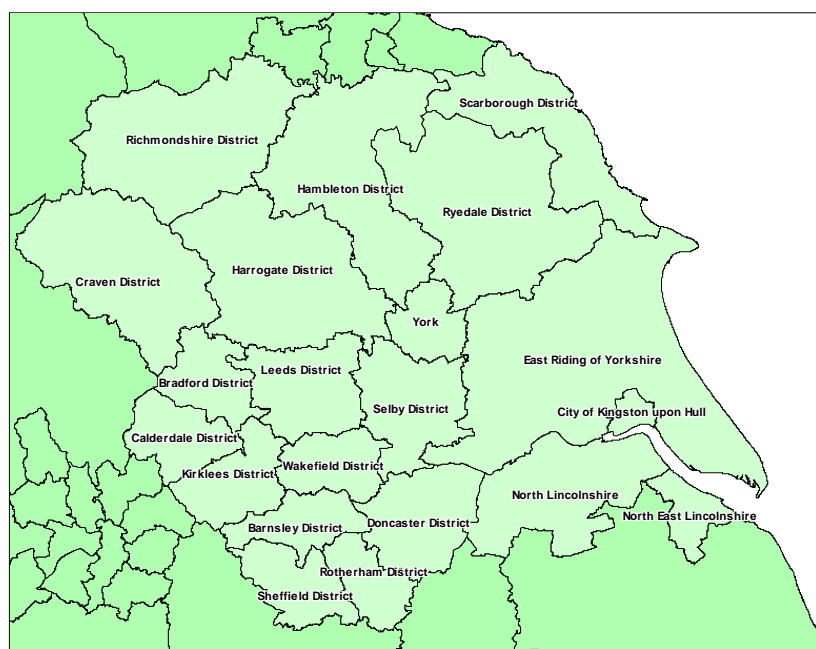 Scarborough District
Richmondshire District
Hambleton District
Ryedale District
Harrogate District
Craven District
York
East Riding of Yorkshire
Leeds District
Bradford District
Selby District
City of Kingston upon Hull
Calderdale District
Wakefield District
Kirklees District
North Lincolnshire
North East Lincolnshire
Doncaster District
Barnsley District
Rotherham District
Sheffield District